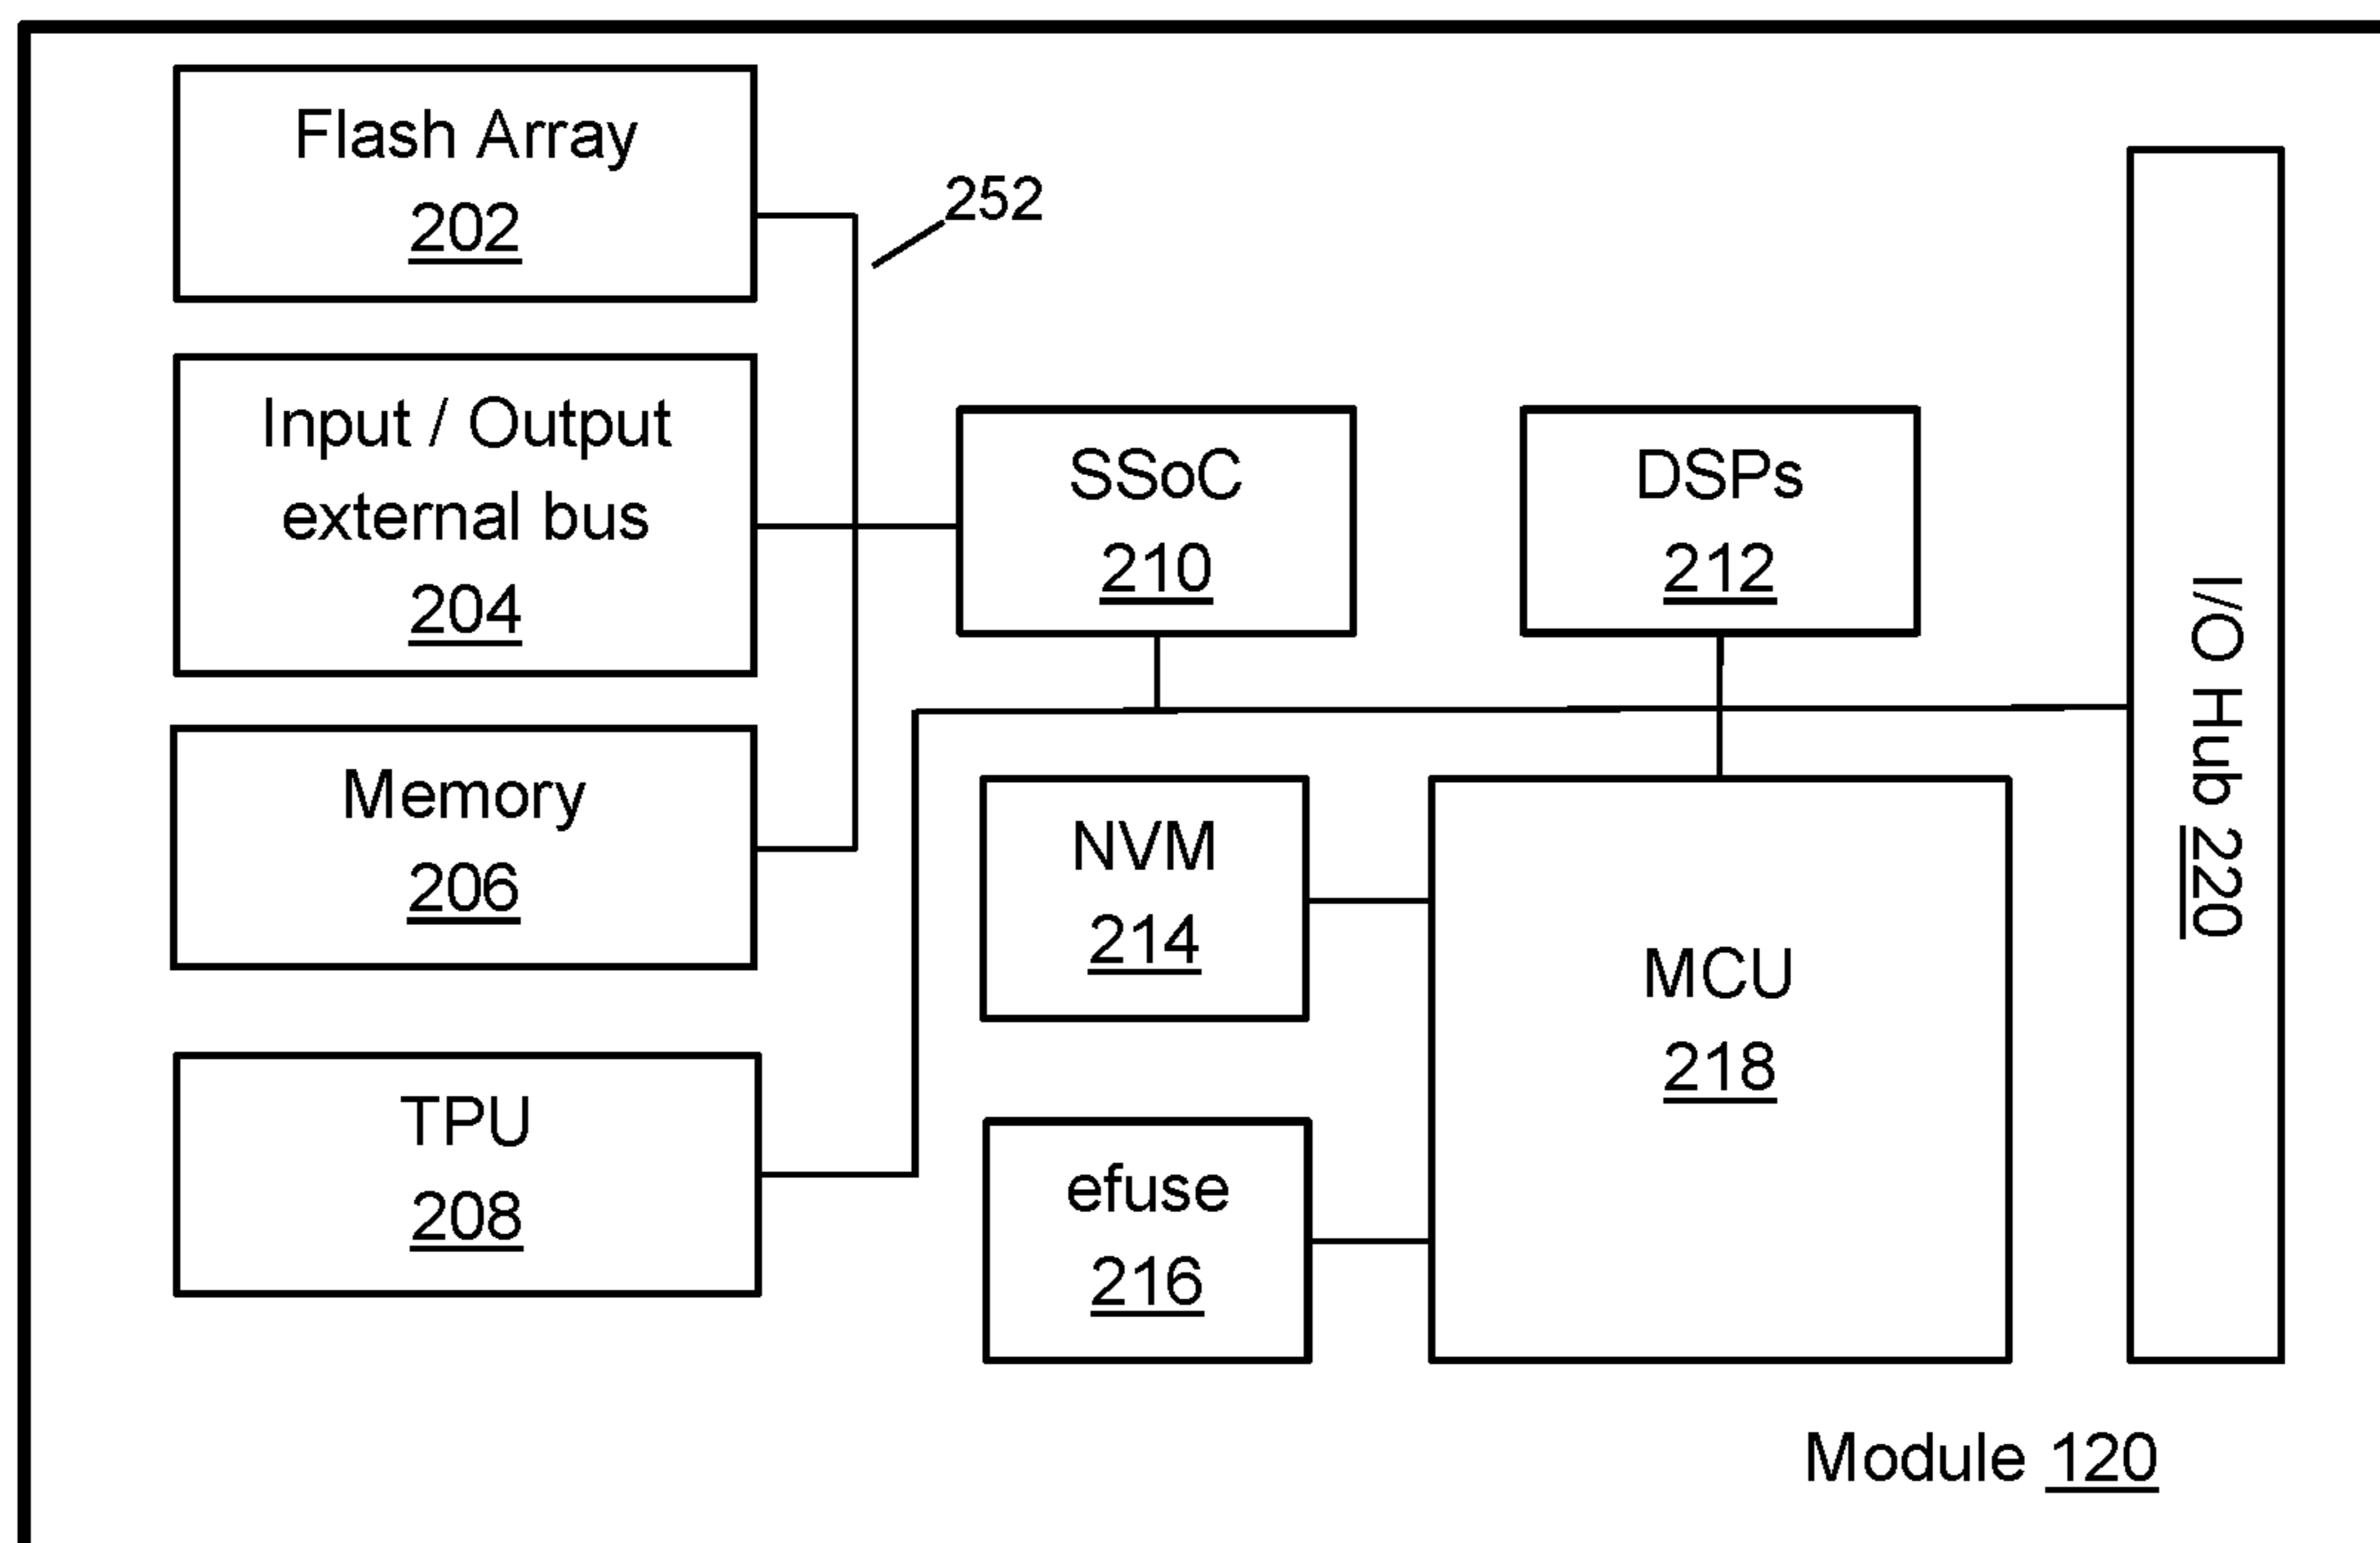 Flash Array
202
252
Input / Output
external bus
204
SSoC
210
DSPs
212
I/O Hub 220
Memory
206
NVM
214
MCU
218
TPU
208
efuse
216
Module 120